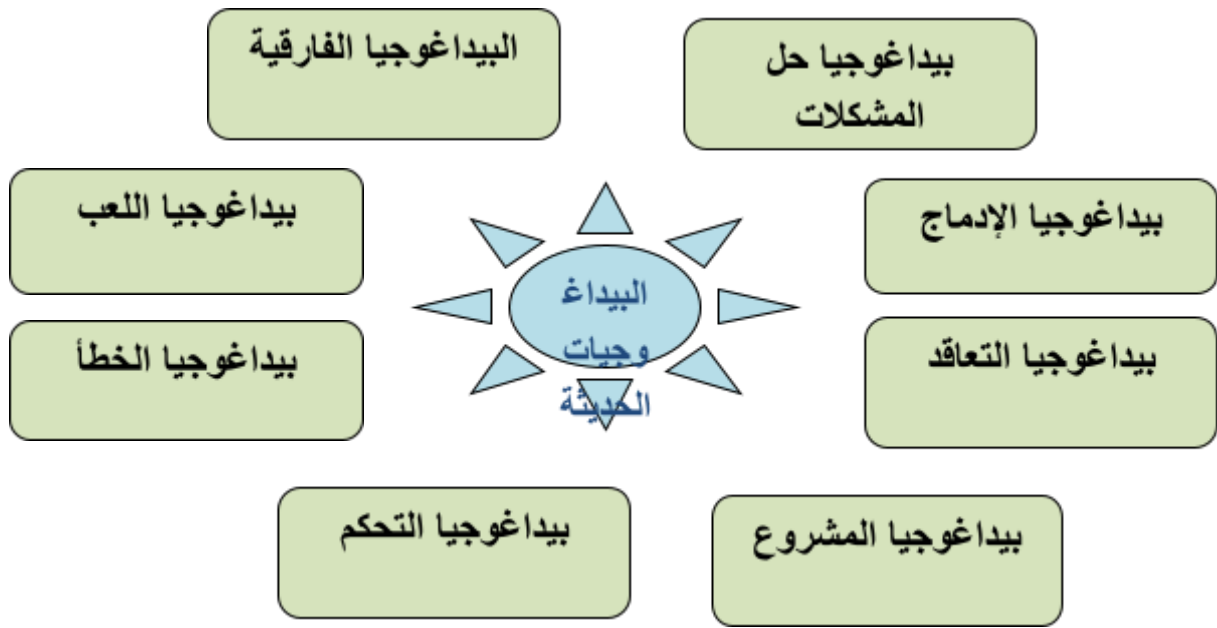 بيداغوجيا حل
المشكلات
البيداغوجيا الفارقية
بيداغوجيا الإدماج
بيداغوجيا اللعب
البيداغ
وجيات
الحديثة
بيداغوجيا التعاقد
بيداغوجيا الخطأ
بيداغوجيا المشروع
بيداغوجيا التحكم